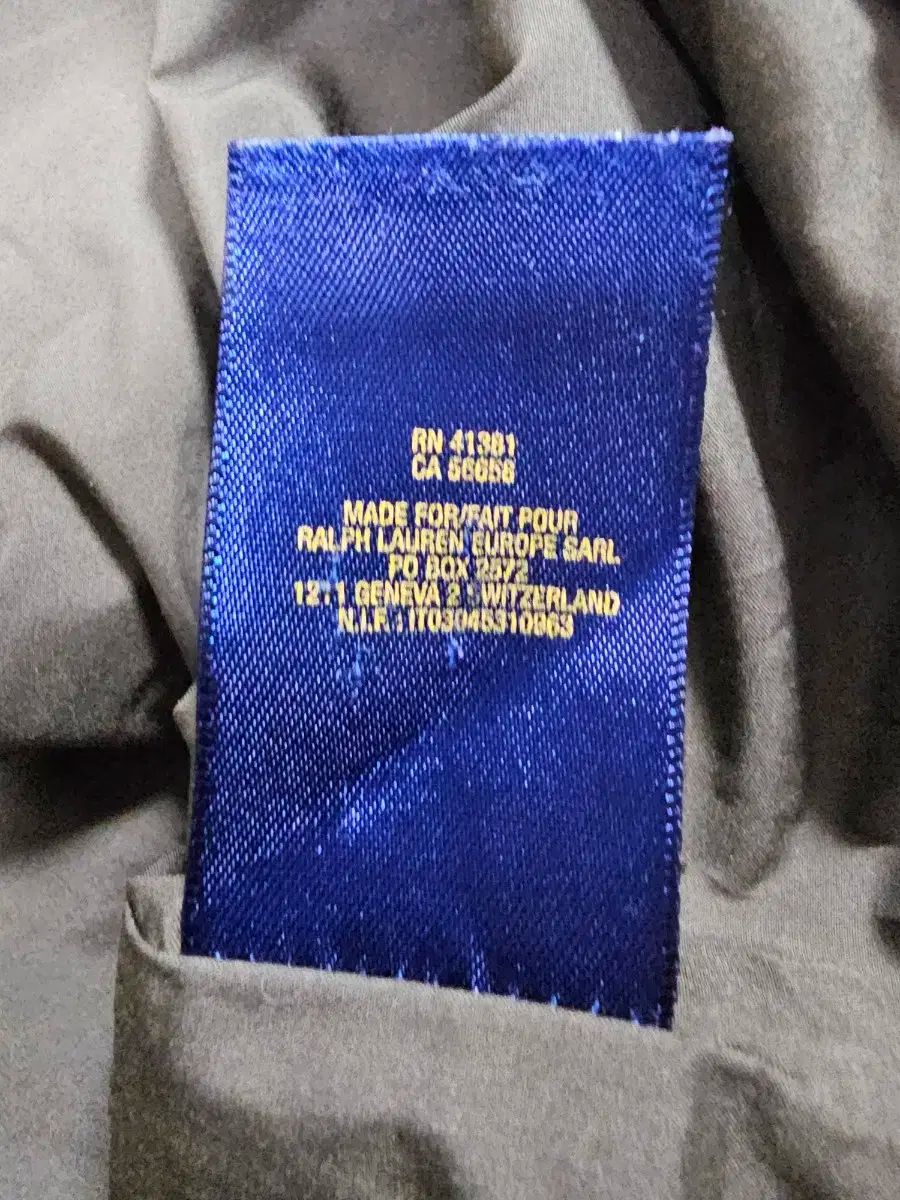 RN 41381
CA 56656
MADE FOR/FAIT POUR
RALPH LAUREN EUROPE SARL
PO BOX 2572
1211 GENEVA 2 SWITZERLAND
N.I.F. : IT03045310963